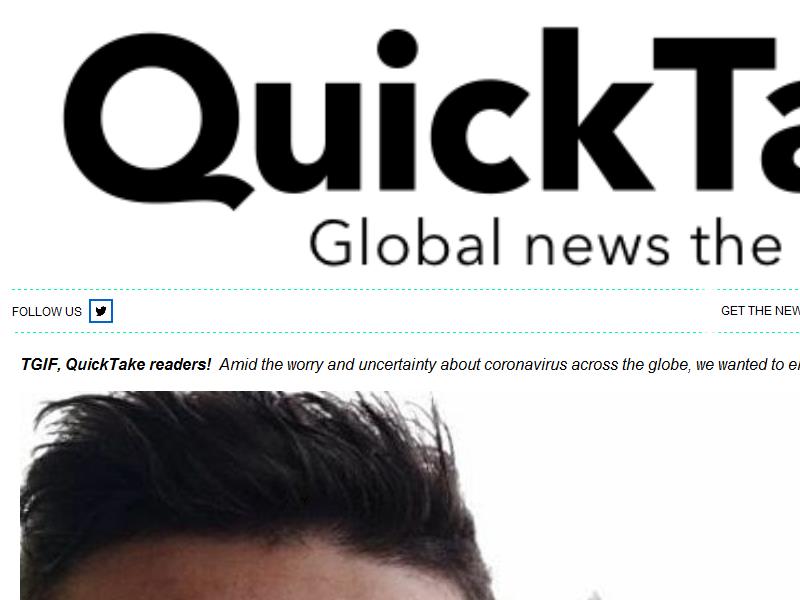 QuickTa
Global news the
FOLLOW US
GET THE NEW
TGIF, QuickTake readers! Amid the worry and uncertainty about coronavirus across the globe, we wanted to